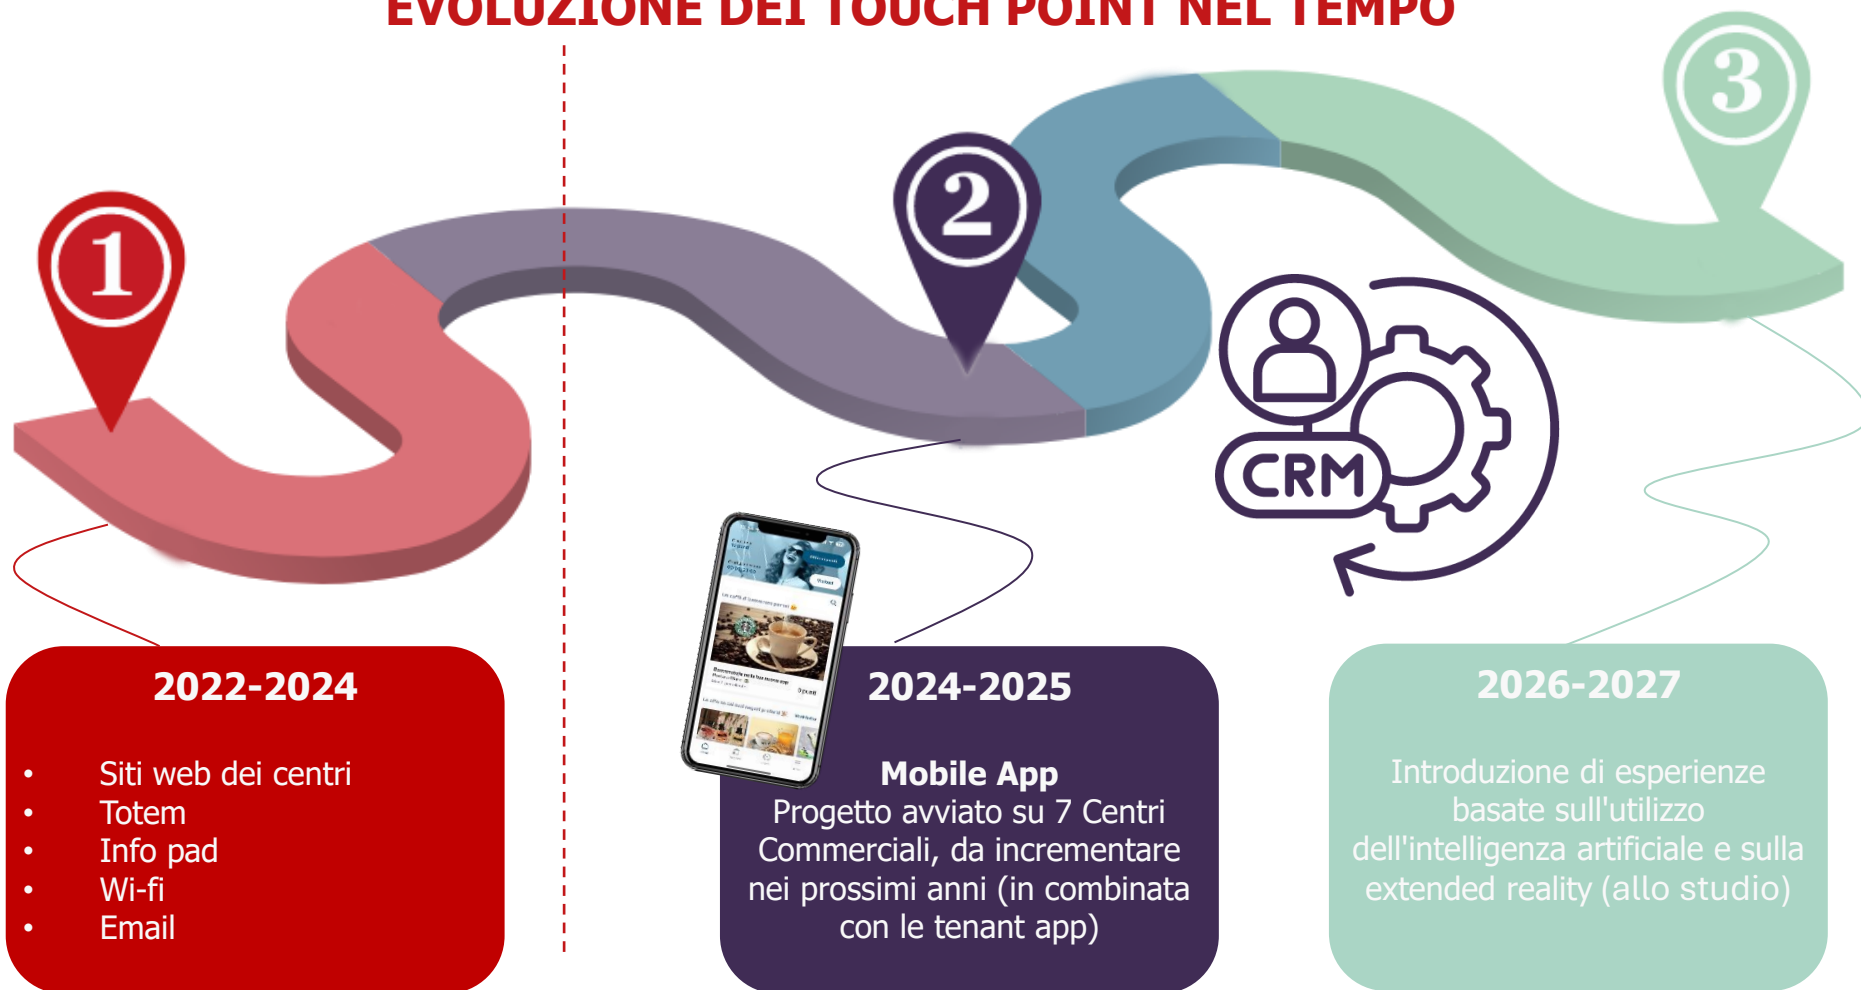 EVOLUZIONE DEI TOUCH POINT NEL TEMPO
1
2
3
CRM
2022-2024
• Siti web dei centri
• Totem
• Info pad
• Wi-fi
• Email
2024-2025
Mobile App
Progetto avviato su 7 Centri
Commerciali, da incrementare
nei prossimi anni (in combinata
con le tenant app)
2026-2027
Introduzione di esperienze
basate sull'utilizzo
dell'intelligenza artificiale e sulla
extended reality (allo studio)